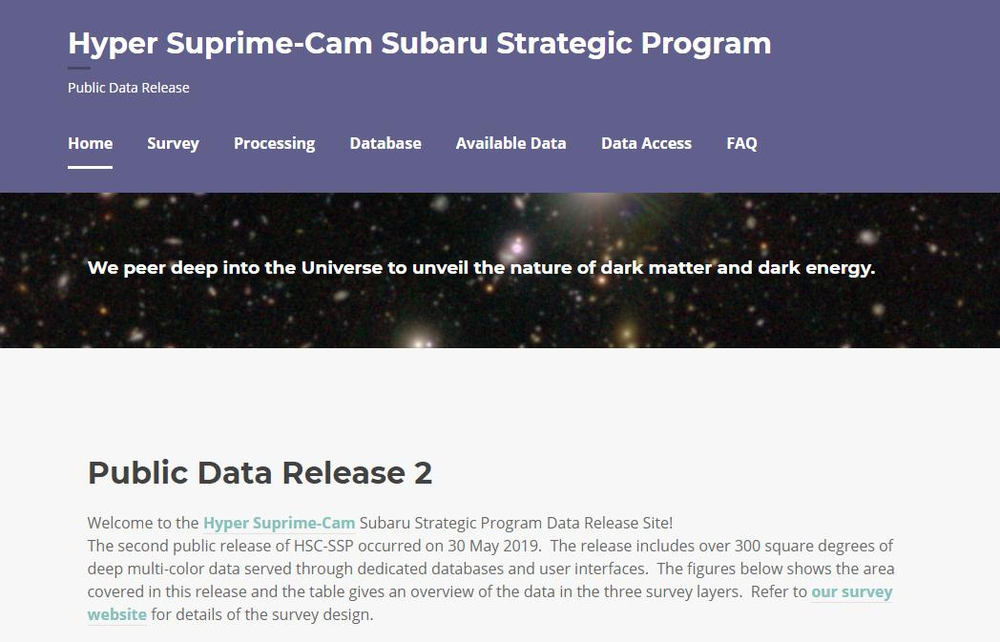 Hyper Suprime-Cam Subaru Strategic Program
Public Data Release
Home Survey Processing Database Available Data Data Access FAQ
We peer deep into the Universe to unveil the nature of dark matter and dark energy.
Public Data Release 2
Welcome to the Hyper Suprime-Cam Subaru Strategic Program Data Release Site!
The second public release of HSC-SSP occurred on 30 May 2019.  The release includes over 300 square degrees of
deep multi-color data served through dedicated databases and user interfaces.  The figures below shows the area
covered in this release and the table gives an overview of the data in the three survey layers.  Refer to our survey
website for details of the survey design.